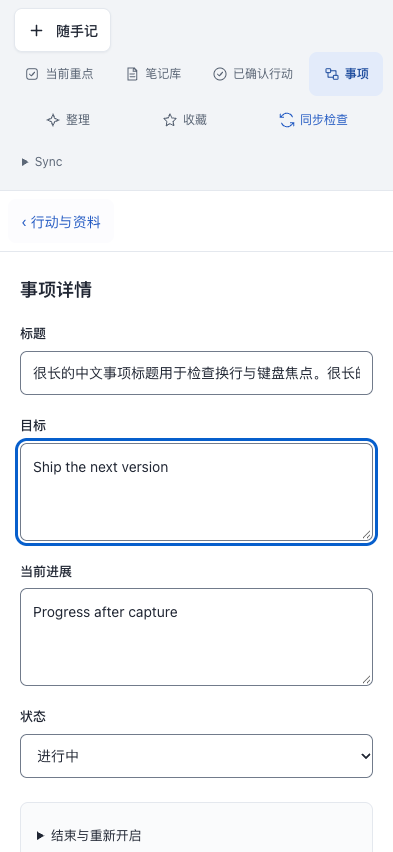 + 随手记
当前重点 笔记库 已确认行动 事项
整理 收藏 同步检查
▶ Sync
‹ 行动与资料
事项详情
标题
很长的中文事项标题用于检查换行与键盘焦点。很长
目标
Ship the next version
当前进展
Progress after capture
状态
进行中
▶ 结束与重新开启